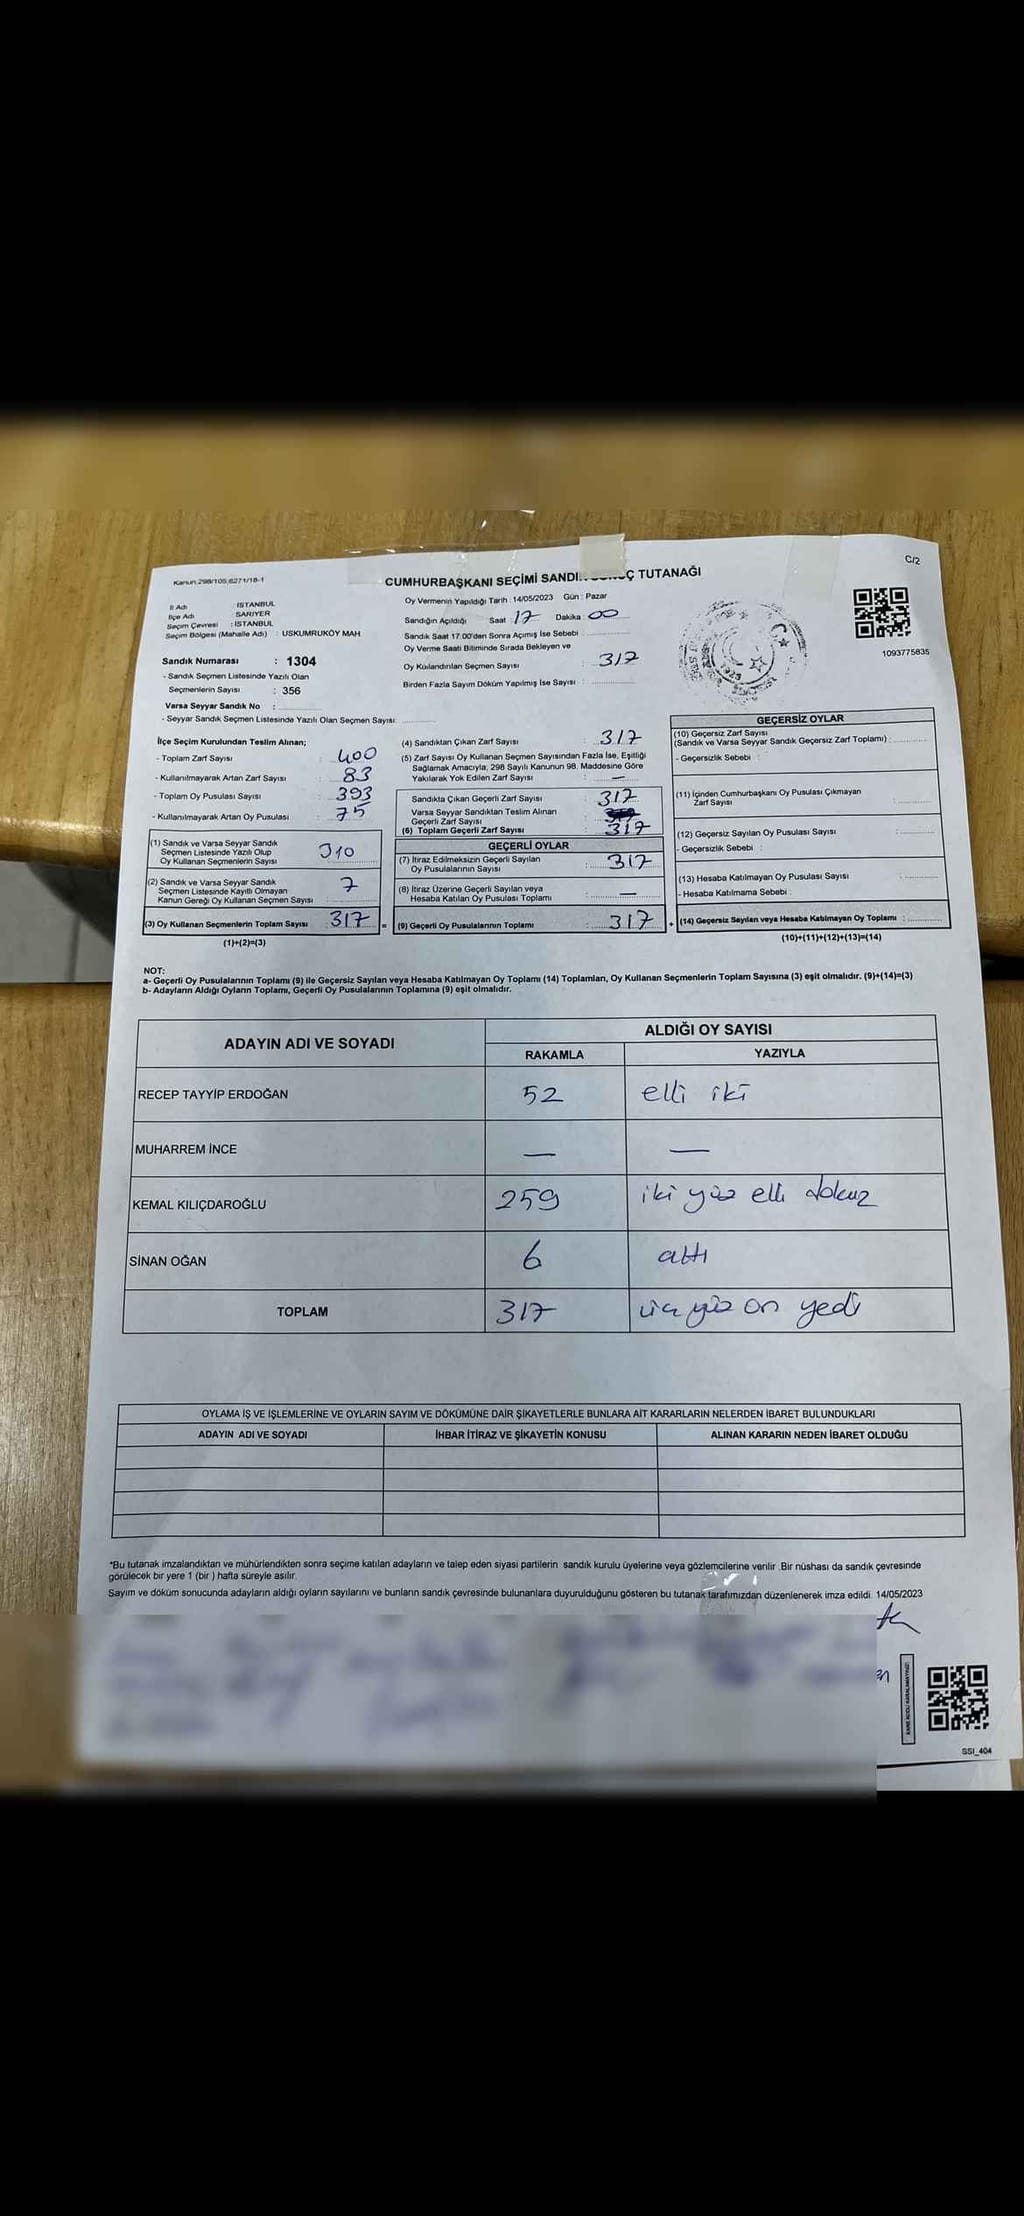 C/2
Kanun 298/105,6271/18-1
CUMHURBAŞKANI SEÇİMİ TUTANAĞI
İl Adı : İSTANBUL
İlçe Adı : SARIYER
Seçim Çevresi : İSTANBUL
Seçim Bölgesi (Mahalle Adı) : USKUMRUKÖY MAH
Sandık Numarası : 1304
- Sandık Seçmen Listesinde Yazılı Olan
Seçmenlerin Sayısı : 356
Varsa Seyyar Sandık No :
- Seyyar Sandık Seçmen Listesinde Yazılı Olan Seçmen Sayısı
Oy Vermenin Yapıldığı Tarih : 14/05/2023 Gün : Pazar
Sandığın Açıldığı Saat 17 Dakika : 00
Sandık Saat 17.00'dan Sonra Açımış İse Sebebi :
Oy Verme Saati Bitiminde Sırada Bekleyen ve
Oy Kullandırılan Seçmen Sayısı : 317
Birden Fazla Sayım Döküm Yapılmış İse Sayısı :
1093775835
İlçe Seçim Kurulundan Teslim Alınan;
- Toplam Zarf Sayısı : 400
- Kullanılmayarak Artan Zarf Sayısı : 83
- Toplam Oy Pusulası Sayısı : 393
- Kullanılmayarak Artan Oy Pusulası : 75
(1) Sandık ve Varsa Seyyar Sandık
Seçmen Listesinde Yazılı Olup
Oy Kullanan Seçmenlerin Sayısı 310
(2) Sandık ve Varsa Seyyar Sandık
Seçmen Listesinde Kayıtlı Olmayan
Kanun Gereği Oy Kullanan Seçmen Sayısı : 7
(3) Oy Kullanan Seçmenlerin Toplam Sayısı : 317 =
(1)+(2)=(3)
(4) Sandıktan Çıkan Zarf Sayısı : 317
(5) Zarf Sayısı Oy Kullanan Seçmen Sayısından Fazla İse, Eşitliği
Sağlamak Amacıyla; 298 Sayılı Kanunun 98. Maddesine Göre
Yakılarak Yok Edilen Zarf Sayısı : —
Sandıkta Çıkan Geçerli Zarf Sayısı : 317
Varsa Seyyar Sandıktan Teslim Alınan
Geçerli Zarf Sayısı :
(6) Toplam Geçerli Zarf Sayısı : 317
GEÇERLİ OYLAR
(7) İtiraz Edilmeksizin Geçerli Sayılan
Oy Pusulalarının Sayısı : 317
(8) İtiraz Üzerine Geçerli Sayılan veya
Hesaba Katılan Oy Pusulası Toplamı : —
(9) Geçerli Oy Pusulalarının Toplamı : 317 +
GEÇERSİZ OYLAR
(10) Geçersiz Zarf Sayısı
(Sandık ve Varsa Seyyar Sandık Geçersiz Zarf Toplamı) :
- Geçersizlik Sebebi :
(11) İçinden Cumhurbaşkanı Oy Pusulası Çıkmayan
Zarf Sayısı :
(12) Geçersiz Sayılan Oy Pusulası Sayısı :
- Geçersizlik Sebebi :
(13) Hesaba Katılmayan Oy Pusulası Sayısı :
- Hesaba Katılmama Sebebi :
(14) Geçersiz Sayılan veya Hesaba Katılmayan Oy Toplamı :
(10)+(11)+(12)+(13)=(14)
NOT:
a- Geçerli Oy Pusulalarının Toplamı (9) ile Geçersiz Sayılan veya Hesaba Katılmayan Oy Toplamı (14) Toplamları, Oy Kullanan Seçmenlerin Toplam Sayısına (3) eşit olmalıdır. (9)+(14)=(3)
b- Adayların Aldığı Oyların Toplamı, Geçerli Oy Pusulalarının Toplamına (9) eşit olmalıdır.
ADAYIN ADI VE SOYADI ALDIĞI OY SAYISI
RAKAMLA YAZIYLA
RECEP TAYYİP ERDOĞAN 52 elli iki
MUHARREM İNCE — —
KEMAL KILIÇDAROĞLU 259 iki yüz elli dokuz
SİNAN OĞAN 6 altı
TOPLAM 317 üç yüz on yedi
OYLAMA İŞ VE İŞLEMLERİNE VE OYLARIN SAYIM VE DÖKÜMÜNE DAİR ŞİKAYETLERLE BUNLARA AİT KARARLARIN NELERDEN İBARET BULUNDUKLARI
ADAYIN ADI VE SOYADI İHBAR İTİRAZ VE ŞİKAYETİN KONUSU ALINAN KARARIN NEDEN İBARET OLDUĞU
*Bu tutanak imzalandıktan ve mühürlendikten sonra seçime katılan adayların ve talep eden siyasi partilerin sandık kurulu üyelerine veya gözlemcilerine verilir .Bir nüshası da sandık çevresinde
görülecek bir yere 1 (bir ) hafta süreyle asılır.
Sayım ve döküm sonucunda adayların aldığı oyların sayılarını ve bunların sandık çevresinde bulunanlara duyurulduğunu gösteren bu tutanak tarafımızdan düzenlenerek imza edildi. 14/05/2023
SSI_404